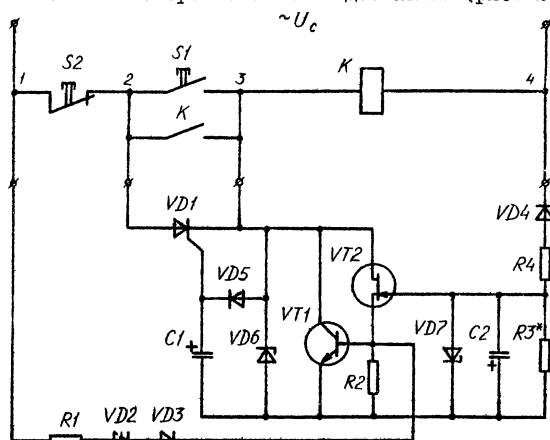 ~U_c
1
S2
2
S1
3
K
4
K
VD1
VD4
VT2
R4
VD5
C1
+
VD6
VT1
VD7
C2
+
R3*
R2
R1
VD2
VD3